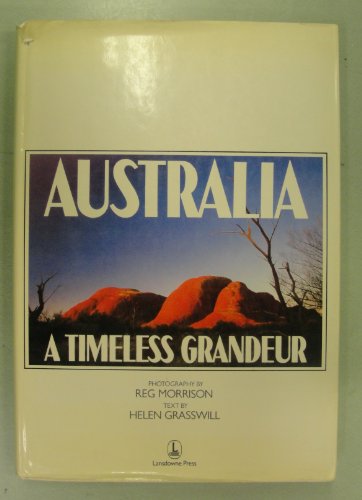 AUSTRALIA
A TIMELESS GRANDEUR
PHOTOGRAPHY BY
REG MORRISON
TEXT BY
HELEN GRASSWILL
L
Lansdowne Press